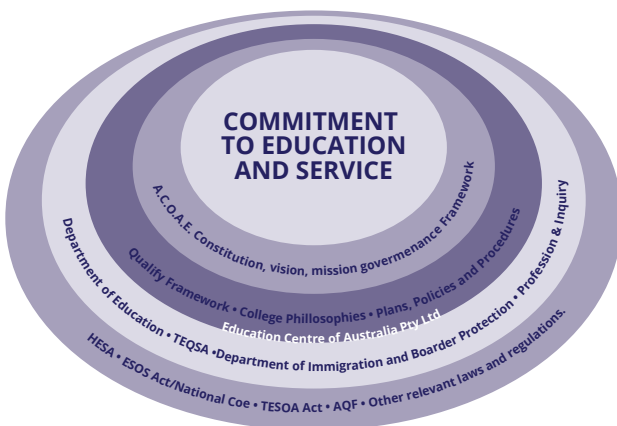 COMMITMENT
TO EDUCATION
AND SERVICE
A.C.O.A.E. Constitution, vision, mission govermenance Framework
Qualify Framework • College Phillosophies • Plans, Policies and Procedures
Education Centre of Australia Pty Ltd
Department of Education • TEQSA •Department of Immigration and Boarder Protection • Profession & Inquiry
HESA • ESOS Act/National Coe • TESOA Act • AQF • Other relevant laws and regulations.